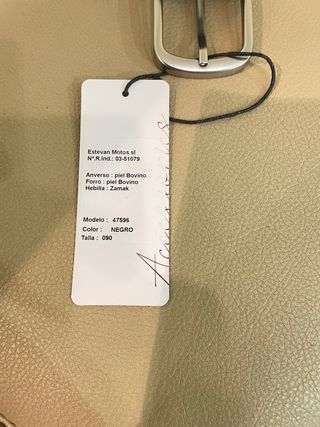 Estevan Motos sl
Nº.R.Ind.: 03-51079
Anverso : piel Bovino
Forro : piel Bovino
Hebilla : Zamak
Modelo : 47596
Color : NEGRO
Talla : 090
Accessories